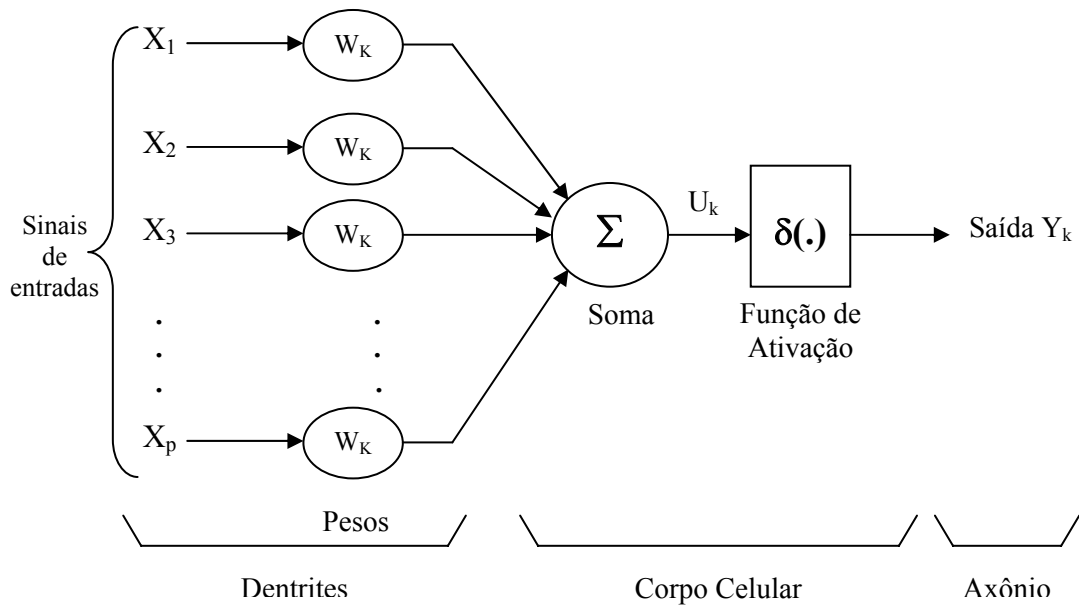 X1
WK
X2
WK
X3
WK
Sinais
de
entradas
Xp
WK
Pesos
Σ
Soma
Uk
δ(.)
Função de
Ativação
Saída Yk
Dentrites
Corpo Celular
Axônio